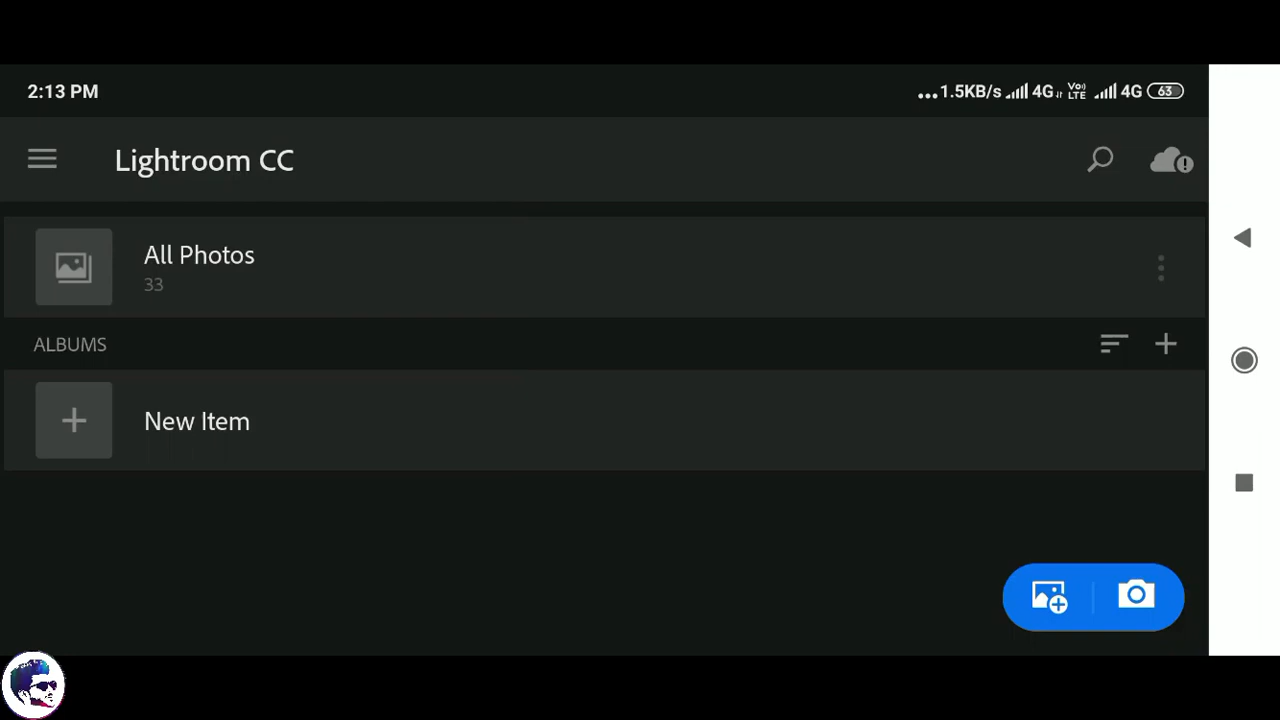 2:13 PM
...1.5KB/s 4G Vo) LTE 4G 63
Lightroom CC
All Photos
33
ALBUMS
New Item